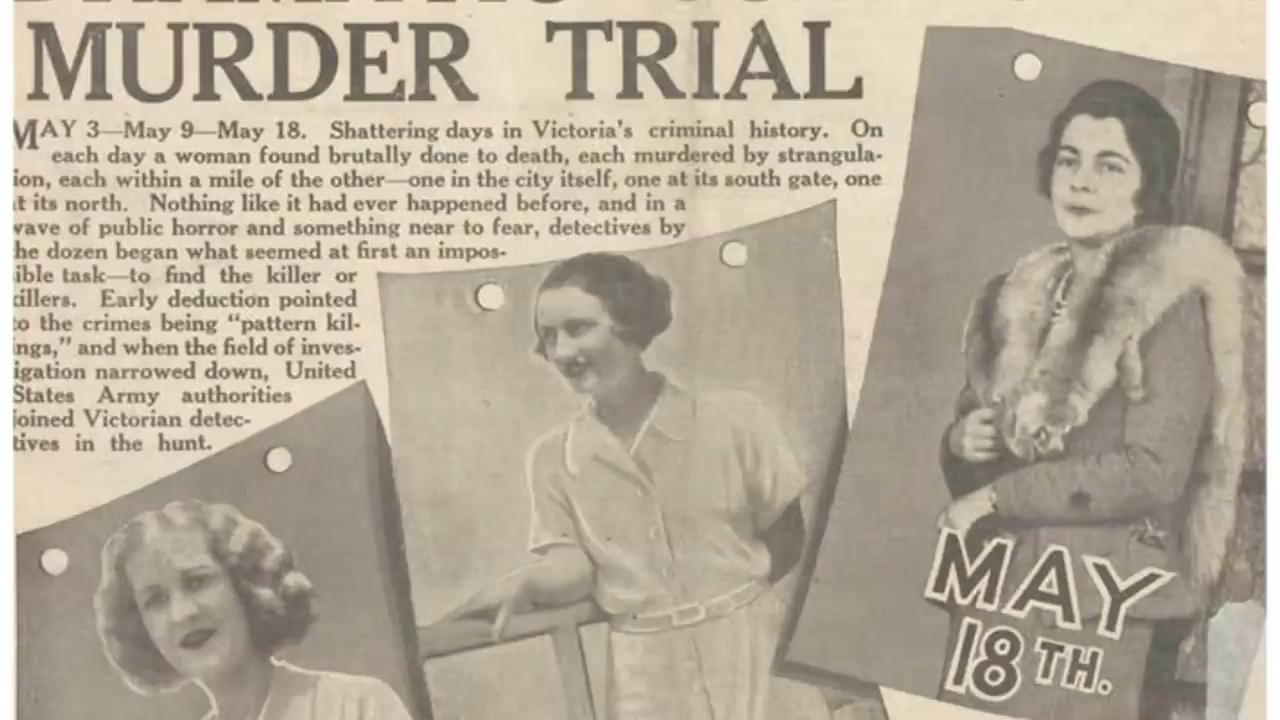 MURDER TRIAL
MAY 3—May 9—May 18. Shattering days in Victoria's criminal history. On
each day a woman found brutally done to death, each murdered by strangula-
ion, each within a mile of the other—one in the city itself, one at its south gate, one
t its north. Nothing like it had ever happened before, and in a
vave of public horror and something near to fear, detectives by
he dozen began what seemed at first an impos-
ible task—to find the killer or
killers. Early deduction pointed
to the crimes being "pattern kil-
ngs," and when the field of inves-
igation narrowed down, United
States Army authorities
joined Victorian detec-
tives in the hunt.
MAY
18TH.